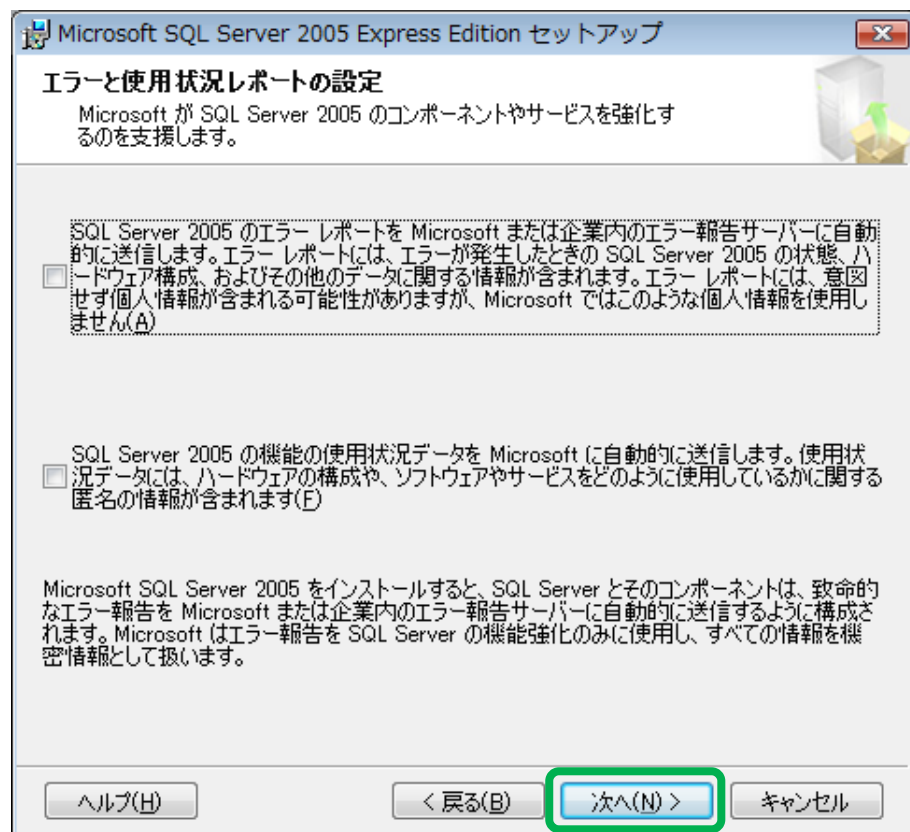 Microsoft SQL Server 2005 Express Edition セットアップ
エラーと使用状況レポートの設定
Microsoft が SQL Server 2005 のコンポーネントやサービスを強化す
るのを支援します。
SQL Server 2005 のエラー レポートを Microsoft または企業内のエラー報告サーバーに自動
的に送信します。エラー レポートには、エラーが発生したときの SQL Server 2005 の状態、ハ
ードウェア構成、およびその他のデータに関する情報が含まれます。エラー レポートには、意図
せず個人情報が含まれる可能性がありますが、Microsoft ではこのような個人情報を使用し
ません(A)
SQL Server 2005 の機能の使用状況データを Microsoft に自動的に送信します。使用状
況データには、ハードウェアの構成や、ソフトウェアやサービスをどのように使用しているかに関する
匿名の情報が含まれます(F)
Microsoft SQL Server 2005 をインストールすると、SQL Server とそのコンポーネントは、致命的
なエラー報告を Microsoft または企業内のエラー報告サーバーに自動的に送信するように構成さ
れます。Microsoft はエラー報告を SQL Server の機能強化のみに使用し、すべての情報を機
密情報として扱います。
ヘルプ(H)
< 戻る(B)
次へ(N) >
キャンセル